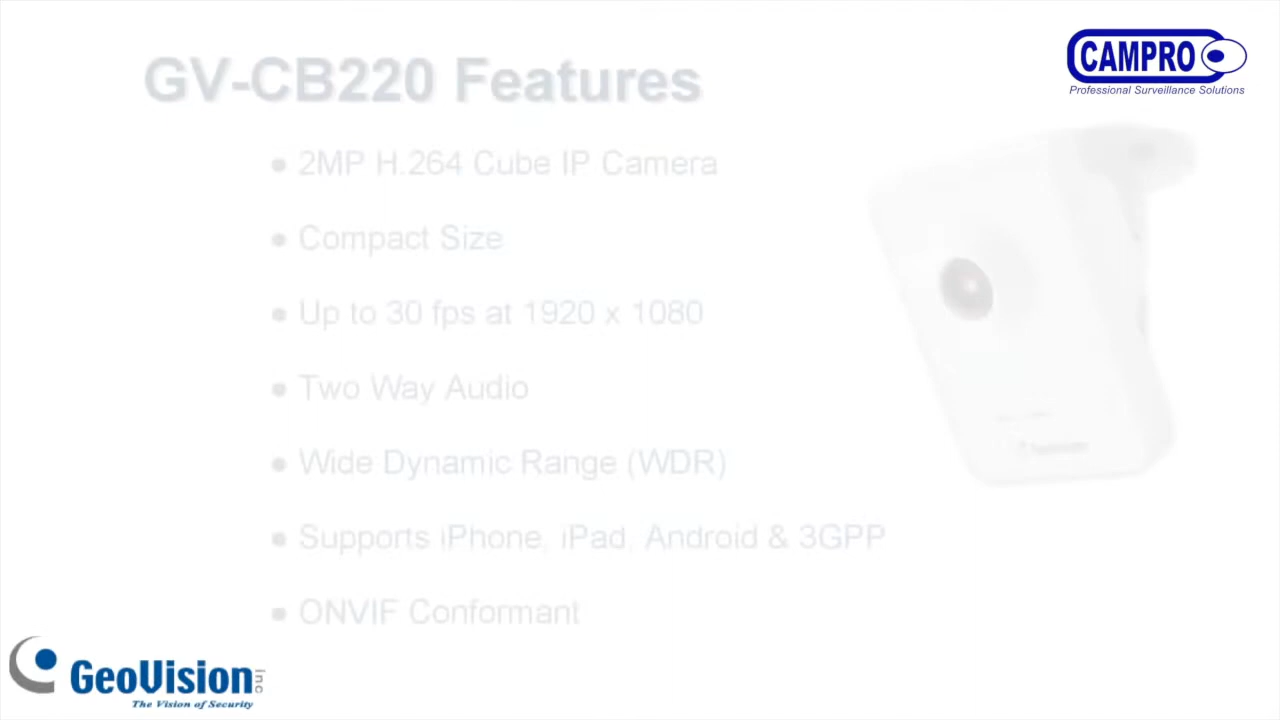 GV-CB220 Features
CAMPRO
Professional Surveillance Solutions
● 2MP H.264 Cube IP Camera
● Compact Size
● Up to 30 fps at 1920 x 1080
● Two Way Audio
● Wide Dynamic Range (WDR)
● Supports iPhone, iPad, Android & 3GPP
● ONVIF Conformant
GeoVision inc
The Vision of Security